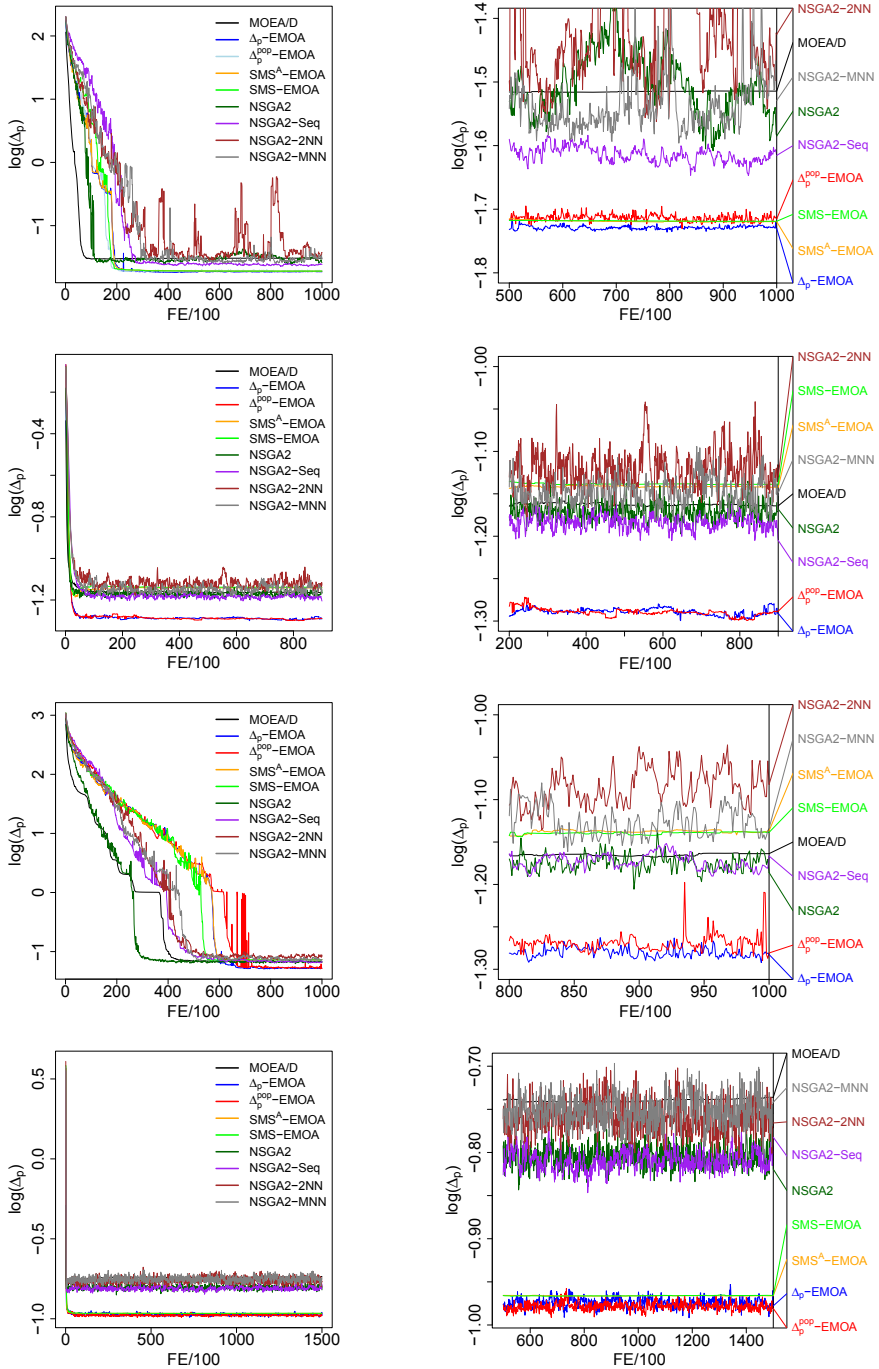 2
1
0
−1
log(Δp)
0
200
400
600
800
1000
FE/100
MOEA/D
Δp−EMOA
Δp^pop−EMOA
SMS^A−EMOA
SMS−EMOA
NSGA2
NSGA2−Seq
NSGA2−2NN
NSGA2−MNN
−1.4
−1.5
−1.6
−1.7
−1.8
log(Δp)
500
600
700
800
900
1000
FE/100
NSGA2−2NN
MOEA/D
NSGA2−MNN
NSGA2
NSGA2−Seq
Δp^pop−EMOA
SMS−EMOA
SMS^A−EMOA
Δp−EMOA
−0.4
−0.8
−1.2
log(Δp)
0
200
400
600
800
FE/100
MOEA/D
Δp−EMOA
Δp^pop−EMOA
SMS^A−EMOA
SMS−EMOA
NSGA2
NSGA2−Seq
NSGA2−2NN
NSGA2−MNN
−1.00
−1.10
−1.20
−1.30
log(Δp)
200
400
600
800
FE/100
NSGA2−2NN
SMS−EMOA
SMS^A−EMOA
NSGA2−MNN
MOEA/D
NSGA2
NSGA2−Seq
Δp^pop−EMOA
Δp−EMOA
3
2
1
0
−1
log(Δp)
0
200
400
600
800
1000
FE/100
MOEA/D
Δp−EMOA
Δp^pop−EMOA
SMS^A−EMOA
SMS−EMOA
NSGA2
NSGA2−Seq
NSGA2−2NN
NSGA2−MNN
−1.00
−1.10
−1.20
−1.30
log(Δp)
800
850
900
950
1000
FE/100
NSGA2−2NN
NSGA2−MNN
SMS^A−EMOA
SMS−EMOA
MOEA/D
NSGA2−Seq
NSGA2
Δp^pop−EMOA
Δp−EMOA
0.5
0.0
−0.5
−1.0
log(Δp)
0
500
1000
1500
FE/100
MOEA/D
Δp−EMOA
Δp^pop−EMOA
SMS^A−EMOA
SMS−EMOA
NSGA2
NSGA2−Seq
NSGA2−2NN
NSGA2−MNN
−0.70
−0.80
−0.90
−1.00
log(Δp)
600
800
1000
1200
1400
FE/100
MOEA/D
NSGA2−MNN
NSGA2−2NN
NSGA2−Seq
NSGA2
SMS−EMOA
SMS^A−EMOA
Δp−EMOA
Δp^pop−EMOA